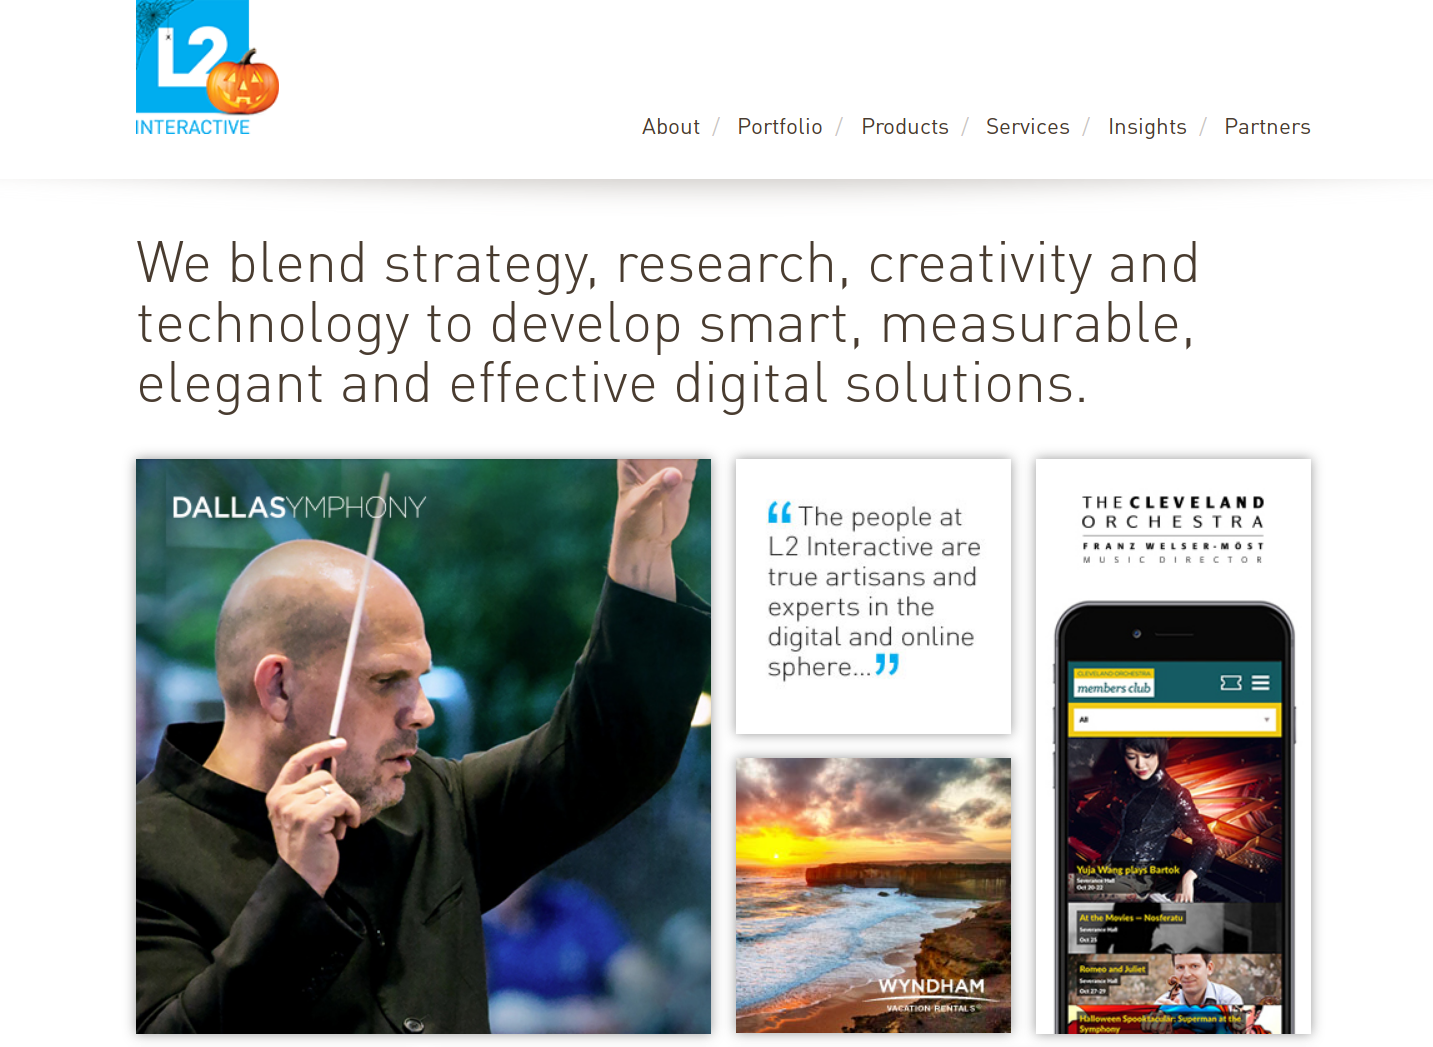 L2
INTERACTIVE
About / Portfolio / Products / Services / Insights / Partners
We blend strategy, research, creativity and
technology to develop smart, measurable,
elegant and effective digital solutions.
DALLASYMPHONY
“The people at
L2 Interactive are
true artisans and
experts in the
digital and online
sphere...”
WYNDHAM
VACATION RENTALS
THE CLEVELAND
ORCHESTRA
FRANZ WELSER-MÖST
MUSIC DIRECTOR
CLEVELAND ORCHESTRA
members club
All
Yuja Wang plays Bartok
Severance Hall
Oct 20-22
At the Movies — Nosferatu
Severance Hall
Oct 25
Romeo and Juliet
Severance Hall
Oct 27-29
Halloween Spooktacular: Superman at the
Symphony